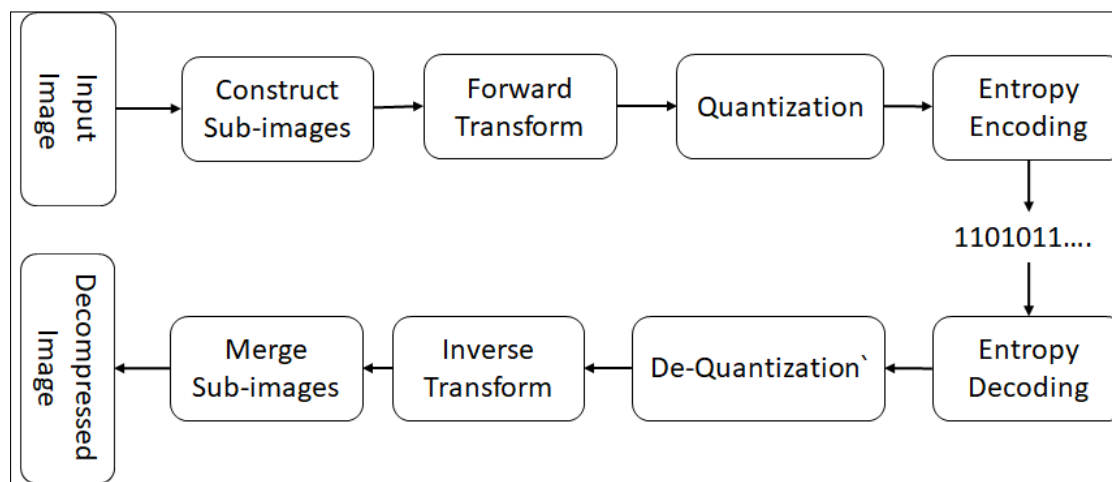 Input
Image
Construct
Sub-images
Forward
Transform
Quantization
Entropy
Encoding
1101011....
Entropy
Decoding
De-Quantization`
Inverse
Transform
Merge
Sub-images
Decompressed
Image